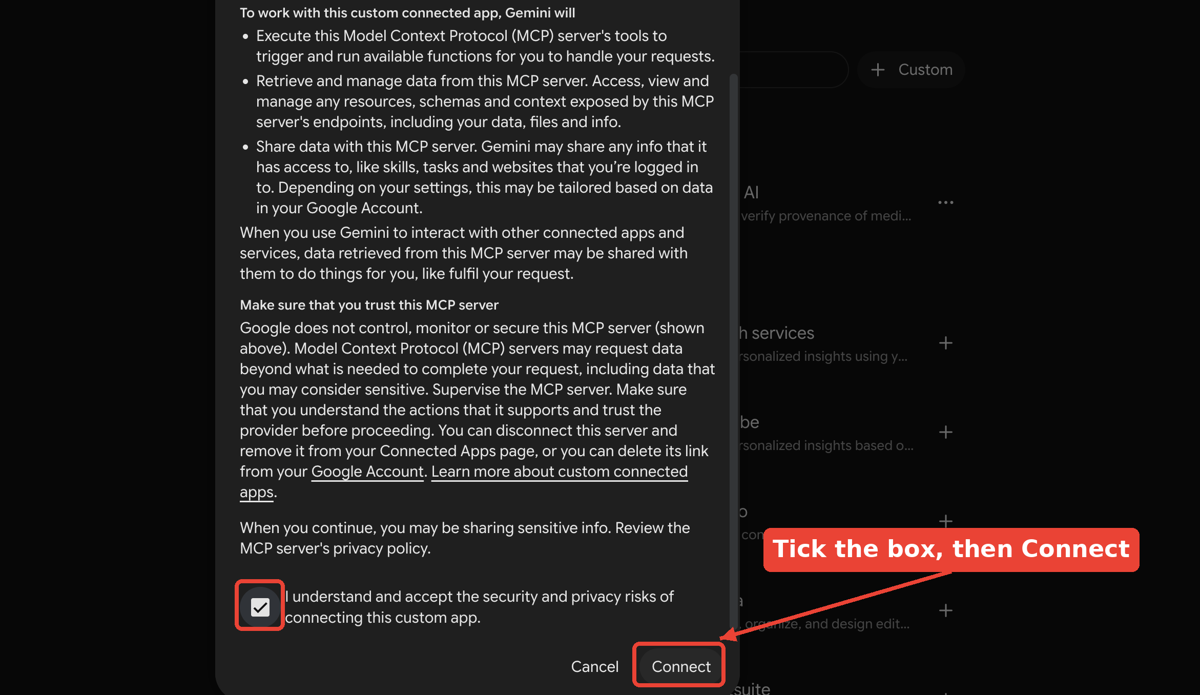 To work with this custom connected app, Gemini will
• Execute this Model Context Protocol (MCP) server's tools to
trigger and run available functions for you to handle your requests.
• Retrieve and manage data from this MCP server. Access, view and
manage any resources, schemas and context exposed by this MCP
server's endpoints, including your data, files and info.
• Share data with this MCP server. Gemini may share any info that it
has access to, like skills, tasks and websites that you're logged in
to. Depending on your settings, this may be tailored based on data
in your Google Account.
When you use Gemini to interact with other connected apps and
services, data retrieved from this MCP server may be shared with
them to do things for you, like fulfil your request.
Make sure that you trust this MCP server
Google does not control, monitor or secure this MCP server (shown
above). Model Context Protocol (MCP) servers may request data
beyond what is needed to complete your request, including data that
you may consider sensitive. Supervise the MCP server. Make sure
that you understand the actions that it supports and trust the
provider before proceeding. You can disconnect this server and
remove it from your Connected Apps page, or you can delete its link
from your Google Account. Learn more about custom connected
apps.
When you continue, you may be sharing sensitive info. Review the
MCP server's privacy policy.
I understand and accept the security and privacy risks of
connecting this custom app.
Cancel
Connect
+ Custom
AI
verify provenance of medi...
services
insights using y...
insights based o...
Tick the box, then Connect
organize, and design edit...
suite